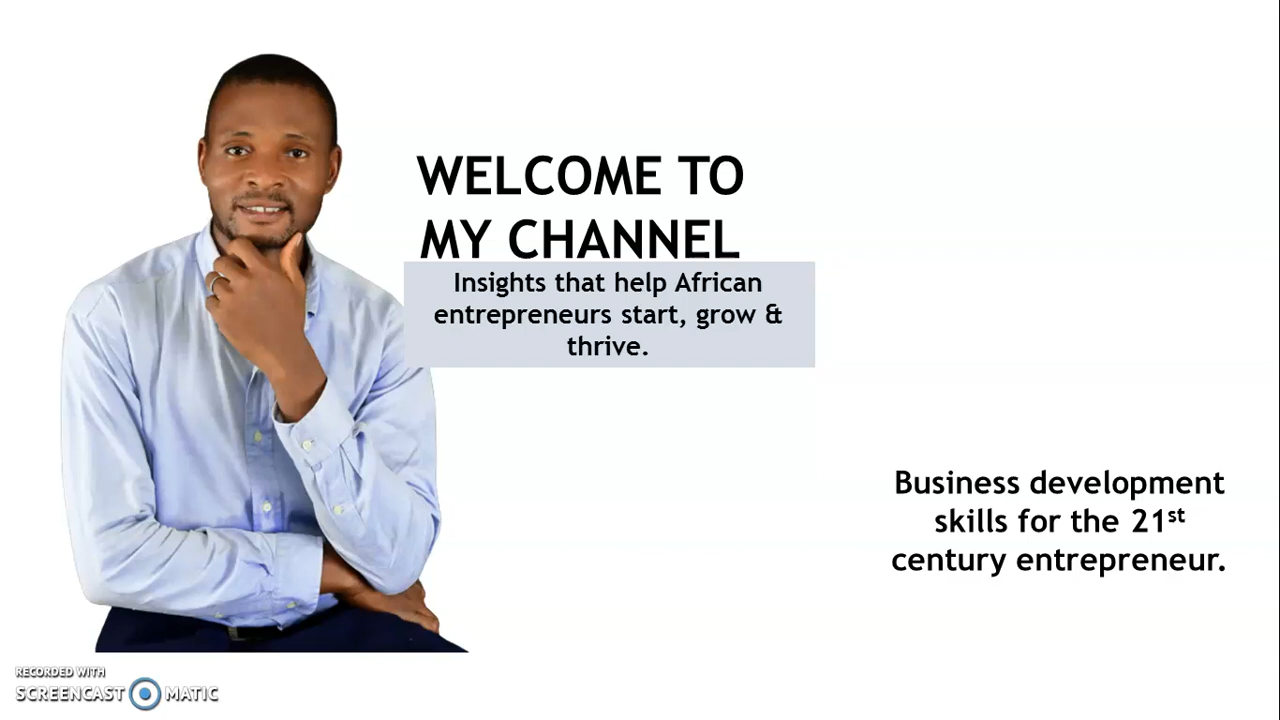 WELCOME TO
MY CHANNEL
Insights that help African
entrepreneurs start, grow &
thrive.
Business development
skills for the 21st
century entrepreneur.
RECORDED WITH
SCREENCAST MATIC